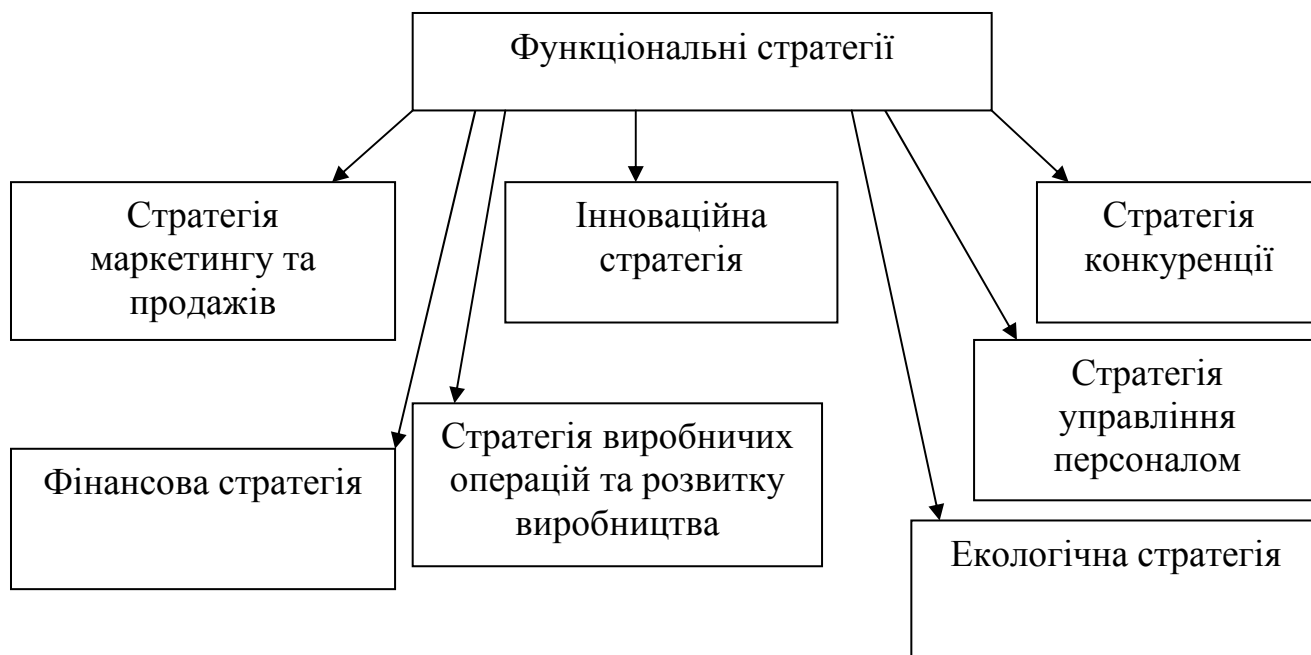 Функціональні стратегії
Стратегія
маркетингу та
продажів
Інноваційна
стратегія
Стратегія
конкуренції
Фінансова стратегія
Стратегія виробничих
операцій та розвитку
виробництва
Стратегія
управління
персоналом
Екологічна стратегія